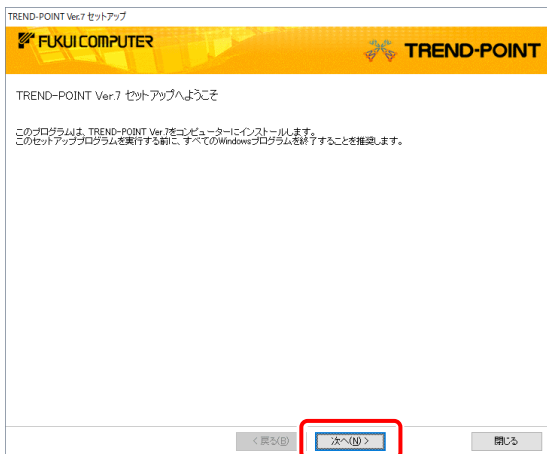 TREND-POINT Ver.7 セットアップ
FUKUI COMPUTER
TREND-POINT
TREND-POINT Ver.7 セットアップへようこそ
このプログラムは、TREND-POINT Ver.7をコンピューターにインストールします。
このセットアッププログラムを実行する前に、すべてのWindowsプログラムを終了することを推奨します。
< 戻る(B) 次へ(N) > 閉じる